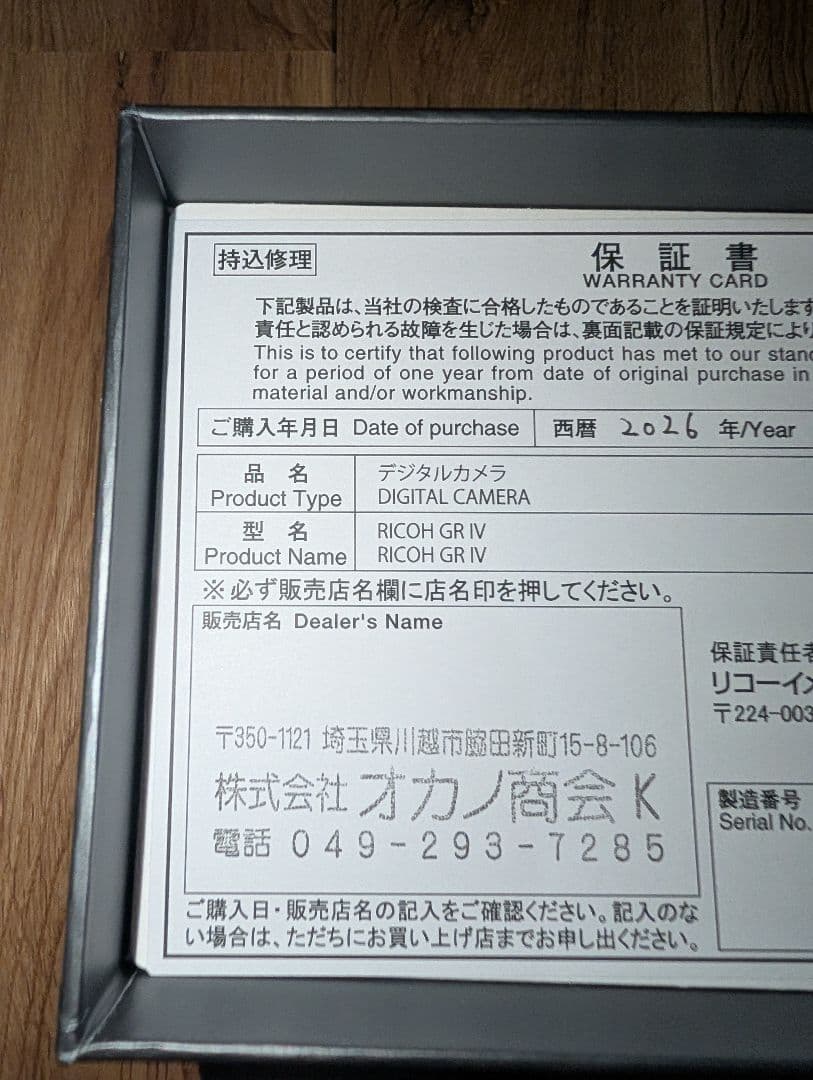 持込修理
保 証 書
WARRANTY CARD
下記製品は、当社の検査に合格したものであることを証明いたします
責任と認められる故障を生じた場合は、裏面記載の保証規定により
This is to certify that following product has met to our stan
for a period of one year from date of original purchase in
material and/or workmanship.
ご購入年月日 Date of purchase 西暦 2026 年/Year
品 名 デジタルカメラ
Product Type DIGITAL CAMERA
型 名 RICOH GR IV
Product Name RICOH GR IV
※必ず販売店名欄に店名印を押してください。
販売店名 Dealer's Name
〒350-1121 埼玉県川越市脇田新町15-8-106
株式会社 オカノ商会 K
電話 049-293-7285
保証責任者
リコーイメ
〒224-003
製造番号
Serial No.
ご購入日・販売店名の記入をご確認ください。記入のな
い場合は、ただちにお買い上げ店までお申し出ください。